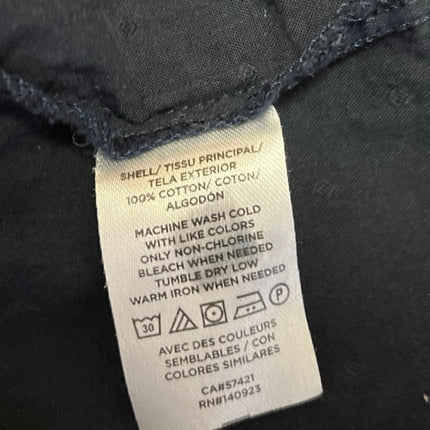 SHELL/ TISSU PRINCIPAL/
TELA EXTERIOR
100% COTTON/ COTON/
ALGODÓN
MACHINE WASH COLD
WITH LIKE COLORS
ONLY NON-CHLORINE
BLEACH WHEN NEEDED
TUMBLE DRY LOW
WARM IRON WHEN NEEDED
30 P
AVEC DES COULEURS
SEMBLABLES / CON
COLORES SIMILARES
CA#57421
RN#140923